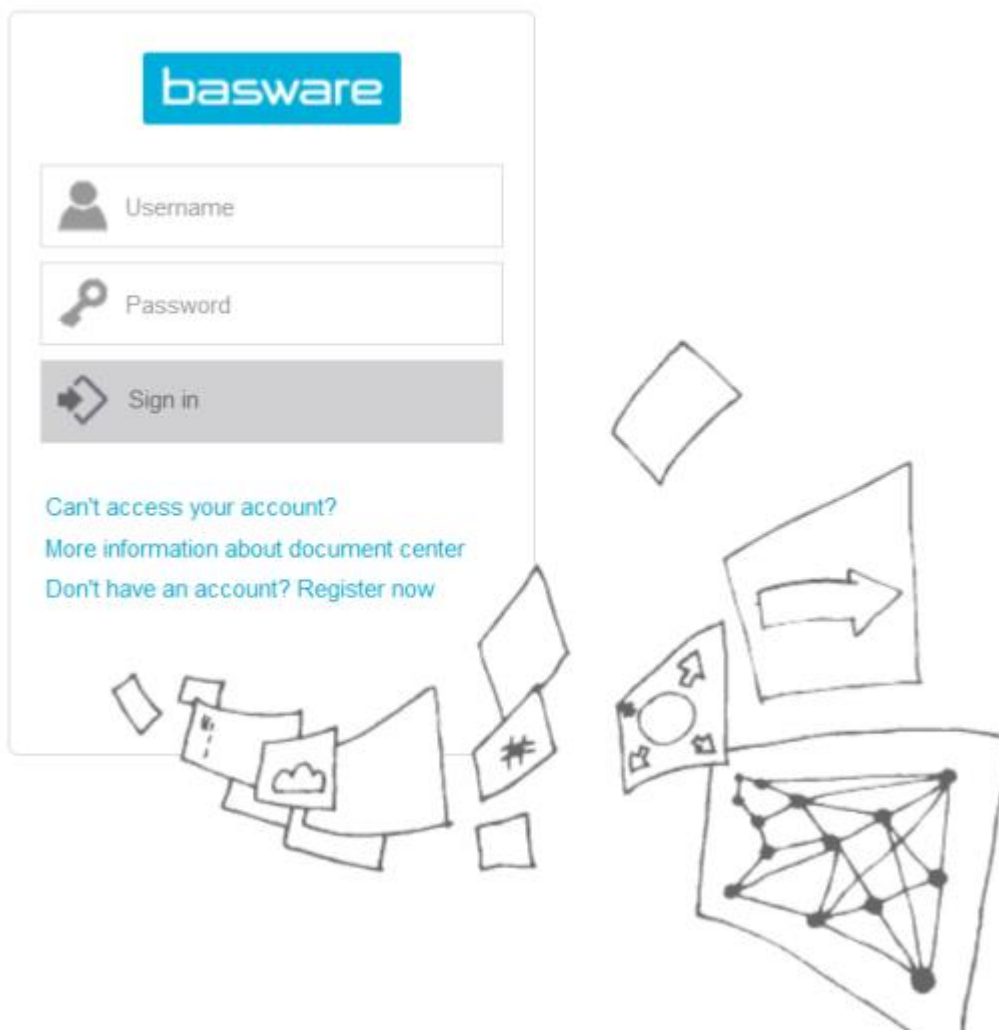 basware
Username
Password
Sign in
Can't access your account?
More information about document center
Don't have an account? Register now
#